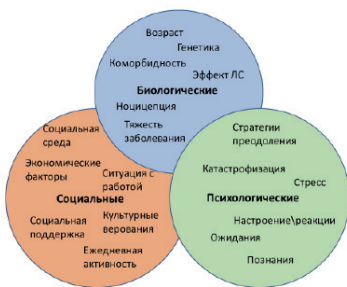 Возраст
Генетика
Коморбидность
Эффект ЛС
Биологические
Ноцицепция
Тяжесть
заболевания
Социальная
среда
Экономические
факторы
Ситуация с
работой
Социальные
Социальная
поддержка
Культурные
верования
Ежедневная
активность
Стратегии
преодоления
Катастрофизация
Стресс
Психологические
Настроение\реакции
Ожидания
Познания